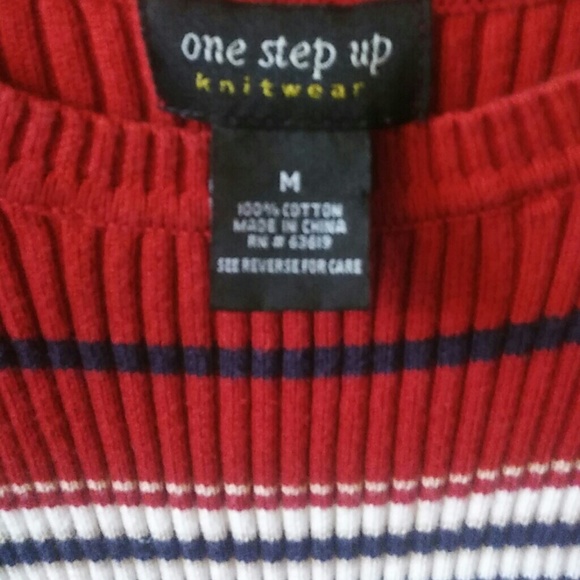 one step up
knitwear
M
100% COTTON
MADE IN CHINA
RN # 63619
SEE REVERSE FOR CARE